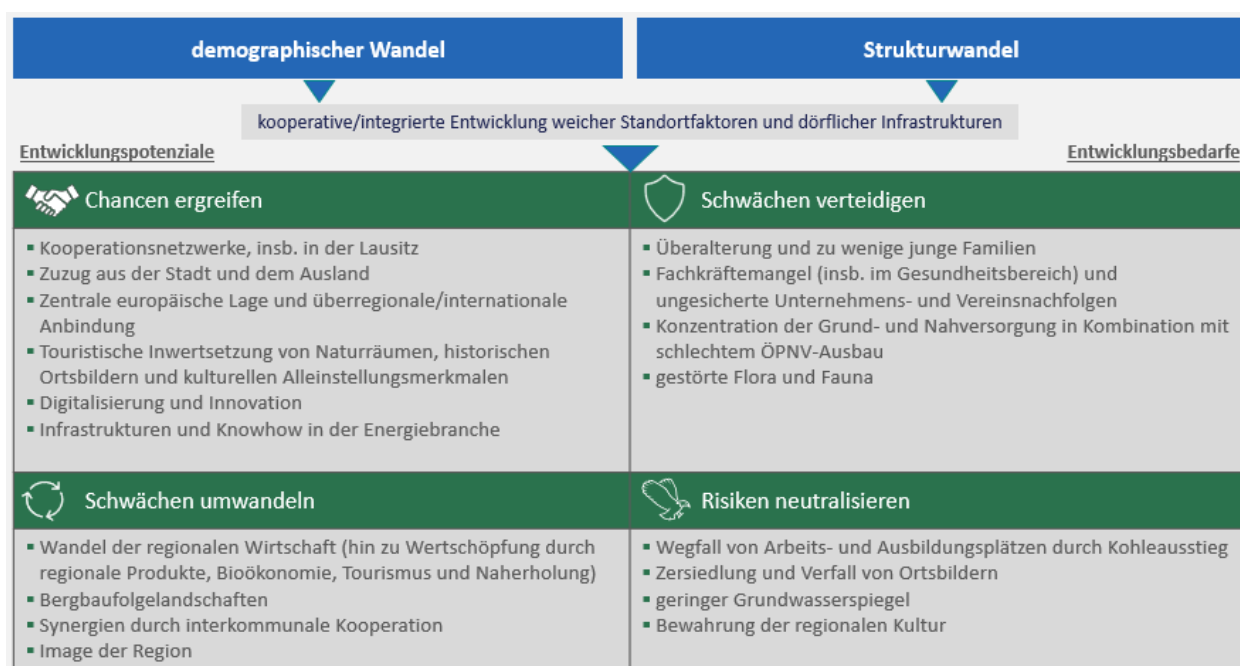 demographischer Wandel
Strukturwandel
kooperative/integrierte Entwicklung weicher Standortfaktoren und dörflicher Infrastrukturen
Entwicklungspotenziale
Entwicklungsbedarfe
Chancen ergreifen
▪ Kooperationsnetzwerke, insb. in der Lausitz
▪ Zuzug aus der Stadt und dem Ausland
▪ Zentrale europäische Lage und überregionale/internationale
Anbindung
▪ Touristische Inwertsetzung von Naturräumen, historischen
Ortsbildern und kulturellen Alleinstellungsmerkmalen
▪ Digitalisierung und Innovation
▪ Infrastrukturen und Knowhow in der Energiebranche
Schwächen verteidigen
▪ Überalterung und zu wenige junge Familien
▪ Fachkräftemangel (insb. im Gesundheitsbereich) und
ungesicherte Unternehmens- und Vereinsnachfolgen
▪ Konzentration der Grund- und Nahversorgung in Kombination mit
schlechtem ÖPNV-Ausbau
▪ gestörte Flora und Fauna
Schwächen umwandeln
▪ Wandel der regionalen Wirtschaft (hin zu Wertschöpfung durch
regionale Produkte, Bioökonomie, Tourismus und Naherholung)
▪ Bergbaufolgelandschaften
▪ Synergien durch interkommunale Kooperation
▪ Image der Region
Risiken neutralisieren
▪ Wegfall von Arbeits- und Ausbildungsplätzen durch Kohleausstieg
▪ Zersiedlung und Verfall von Ortsbildern
▪ geringer Grundwasserspiegel
▪ Bewahrung der regionalen Kultur